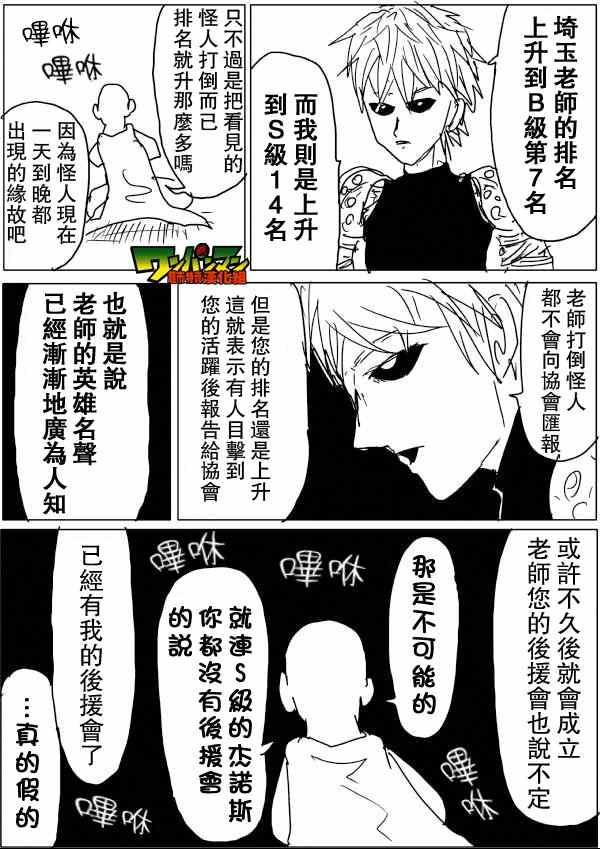 埼玉老師的排名
上升到B級第7名
而我則是上升
到S級14名
只不過是把看見的
怪人打倒而已
排名就升那麼多嗎
嗶咻
嗶咻
因為怪人現在
一天到晚都
出現的緣故吧
ワンパンマン
老師打倒怪人
都不會向協會匯報
但是您的排名還是上升
這就表示有人目擊到
您的活躍後報告給協會
也就是說
老師的英雄名聲
已經漸漸地廣為人知
或許不久後就會成立
老師您的後援會也說不定
那是不可能的
嗶咻
嗶咻
就連S級的杰諾斯
你都沒有後援會
的說
已經有我的後援會了
…真的假的
嗶咻
嗶咻